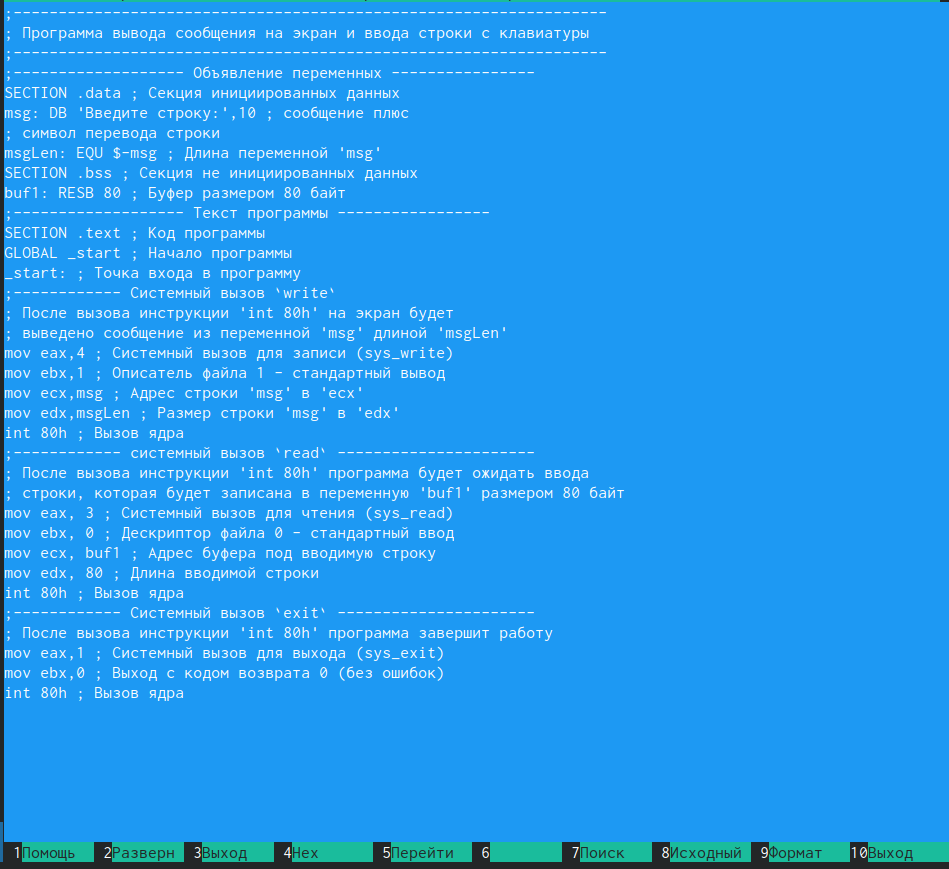 ;------------------------------------------------------------------
; Программа вывода сообщения на экран и ввода строки с клавиатуры
;------------------------------------------------------------------
;------------------- Объявление переменных ----------------
SECTION .data ; Секция инициированных данных
msg: DB 'Введите строку:',10 ; сообщение плюс
; символ перевода строки
msgLen: EQU $-msg ; Длина переменной 'msg'
SECTION .bss ; Секция не инициированных данных
buf1: RESB 80 ; Буфер размером 80 байт
;------------------- Текст программы -----------------
SECTION .text ; Код программы
GLOBAL _start ; Начало программы
_start: ; Точка входа в программу
;------------ Системный вызов `write`
; После вызова инструкции 'int 80h' на экран будет
; выведено сообщение из переменной 'msg' длиной 'msgLen'
mov eax,4 ; Системный вызов для записи (sys_write)
mov ebx,1 ; Описатель файла 1 - стандартный вывод
mov ecx,msg ; Адрес строки 'msg' в 'ecx'
mov edx,msgLen ; Размер строки 'msg' в 'edx'
int 80h ; Вызов ядра
;------------ системный вызов `read` ----------------------
; После вызова инструкции 'int 80h' программа будет ожидать ввода
; строки, которая будет записана в переменную 'buf1' размером 80 байт
mov eax, 3 ; Системный вызов для чтения (sys_read)
mov ebx, 0 ; Дескриптор файла 0 - стандартный ввод
mov ecx, buf1 ; Адрес буфера под вводимую строку
mov edx, 80 ; Длина вводимой строки
int 80h ; Вызов ядра
;------------ Системный вызов `exit` ----------------------
; После вызова инструкции 'int 80h' программа завершит работу
mov eax,1 ; Системный вызов для выхода (sys_exit)
mov ebx,0 ; Выход с кодом возврата 0 (без ошибок)
int 80h ; Вызов ядра
1Помощь 2Разверн 3Выход 4Hex 5Перейти 6 7Поиск 8Исходный 9Формат 10Выход